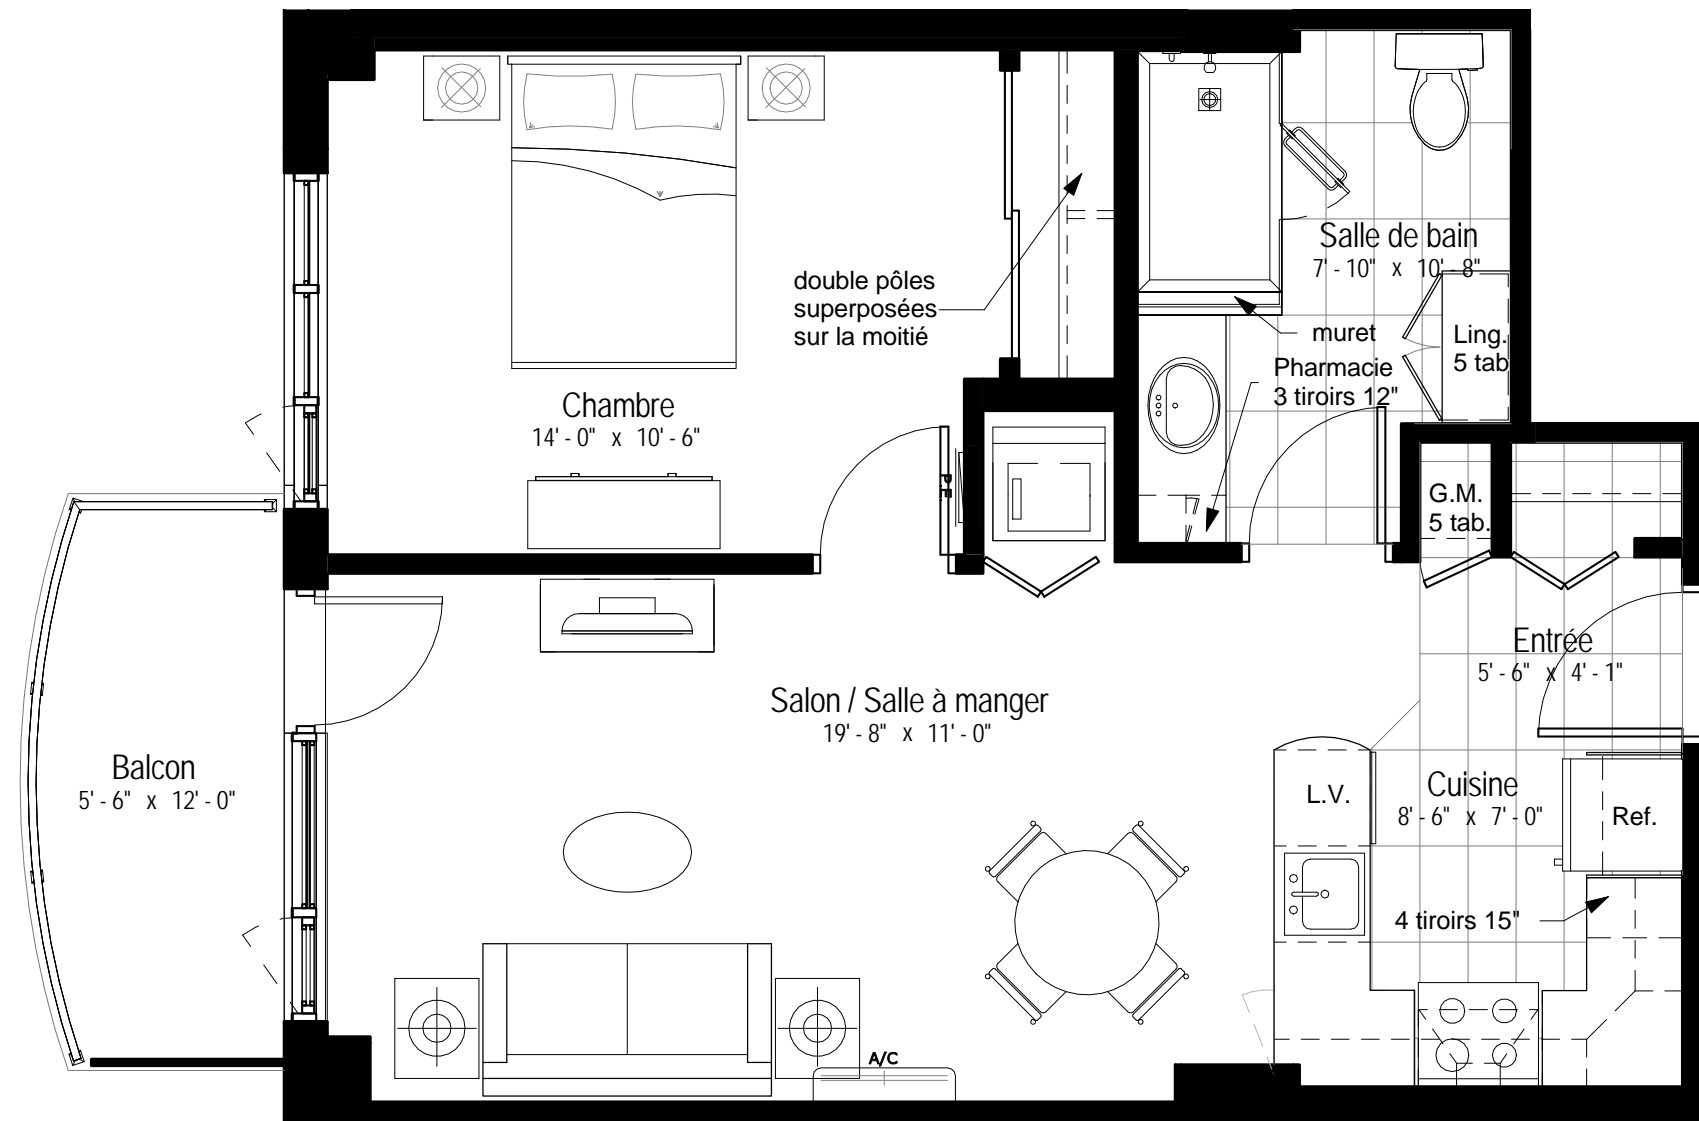 Salle de bain
7' - 10" x 10' - 8"
double pôles
superposées
sur la moitié
muret
Ling.
5 tab
Pharmacie
3 tiroirs 12"
Chambre
14' - 0" x 10' - 6"
P.E.
G.M.
5 tab.
Entrée
5' - 6" x 4' - 1"
Salon / Salle à manger
19' - 8" x 11' - 0"
Balcon
5' - 6" x 12' - 0"
L.V.
Cuisine
8' - 6" x 7' - 0"
Ref.
4 tiroirs 15"
A/C